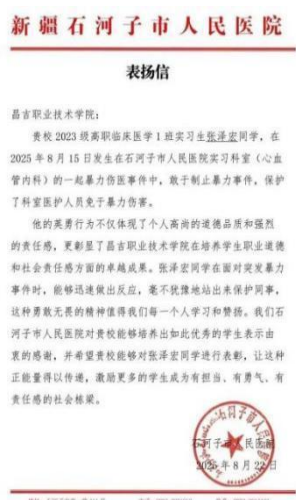 新疆石河子市人民医院
表扬信
昌吉职业技术学院：
贵校2023级高职临床医学1班实习生张泽宏同学，在
2025年8月15日发生在石河子市人民医院实习科室（心血
管内科）的一起暴力伤医事件中，敢于制止暴力事件，保护
了科室医护人员免于暴力伤害。
他的英勇行为不仅体现了个人高尚的道德品质和强烈
的责任感，更彰显了昌吉职业技术学院在培养学生职业道德
和社会责任感方面的卓越成果。张泽宏同学在面对突发暴力
事件时，能够迅速做出反应，毫不犹豫地站出来保护同事，
这种勇敢无畏的精神值得我们每一个人学习和赞扬。我们石
河子市人民医院对贵校能够培养出如此优秀的学生表示由
衷的感谢，并希望贵校能够对张泽宏同学进行表彰，让这种
正能量得以传递，激励更多的学生成为有担当、有勇气、有
责任感的社会栋梁。
石河子市人民医院
2025年8月22日